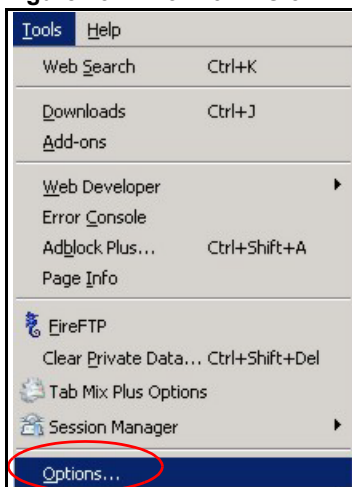 Tools Help
Web Search Ctrl+K
Downloads Ctrl+J
Add-ons
Web Developer
Error Console
Adblock Plus... Ctrl+Shift+A
Page Info
FireFTP
Clear Private Data... Ctrl+Shift+Del
Tab Mix Plus Options
Session Manager
Options...